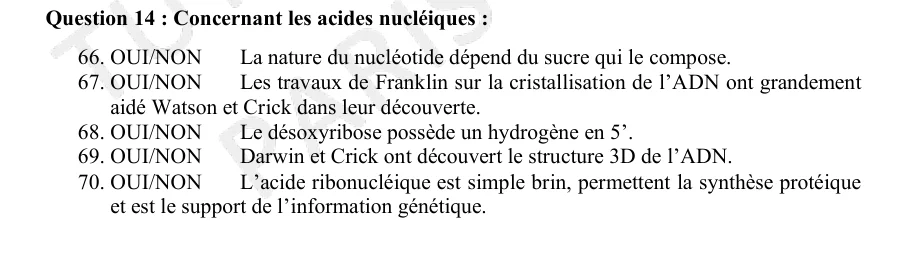 Question 14 : Concernant les acides nucléiques :
66. OUI/NON La nature du nucléotide dépend du sucre qui le compose.
67. OUI/NON Les travaux de Franklin sur la cristallisation de l’ADN ont grandement
aidé Watson et Crick dans leur découverte.
68. OUI/NON Le désoxyribose possède un hydrogène en 5’.
69. OUI/NON Darwin et Crick ont découvert le structure 3D de l’ADN.
70. OUI/NON L’acide ribonucléique est simple brin, permettent la synthèse protéique
et est le support de l’information génétique.
PARIS